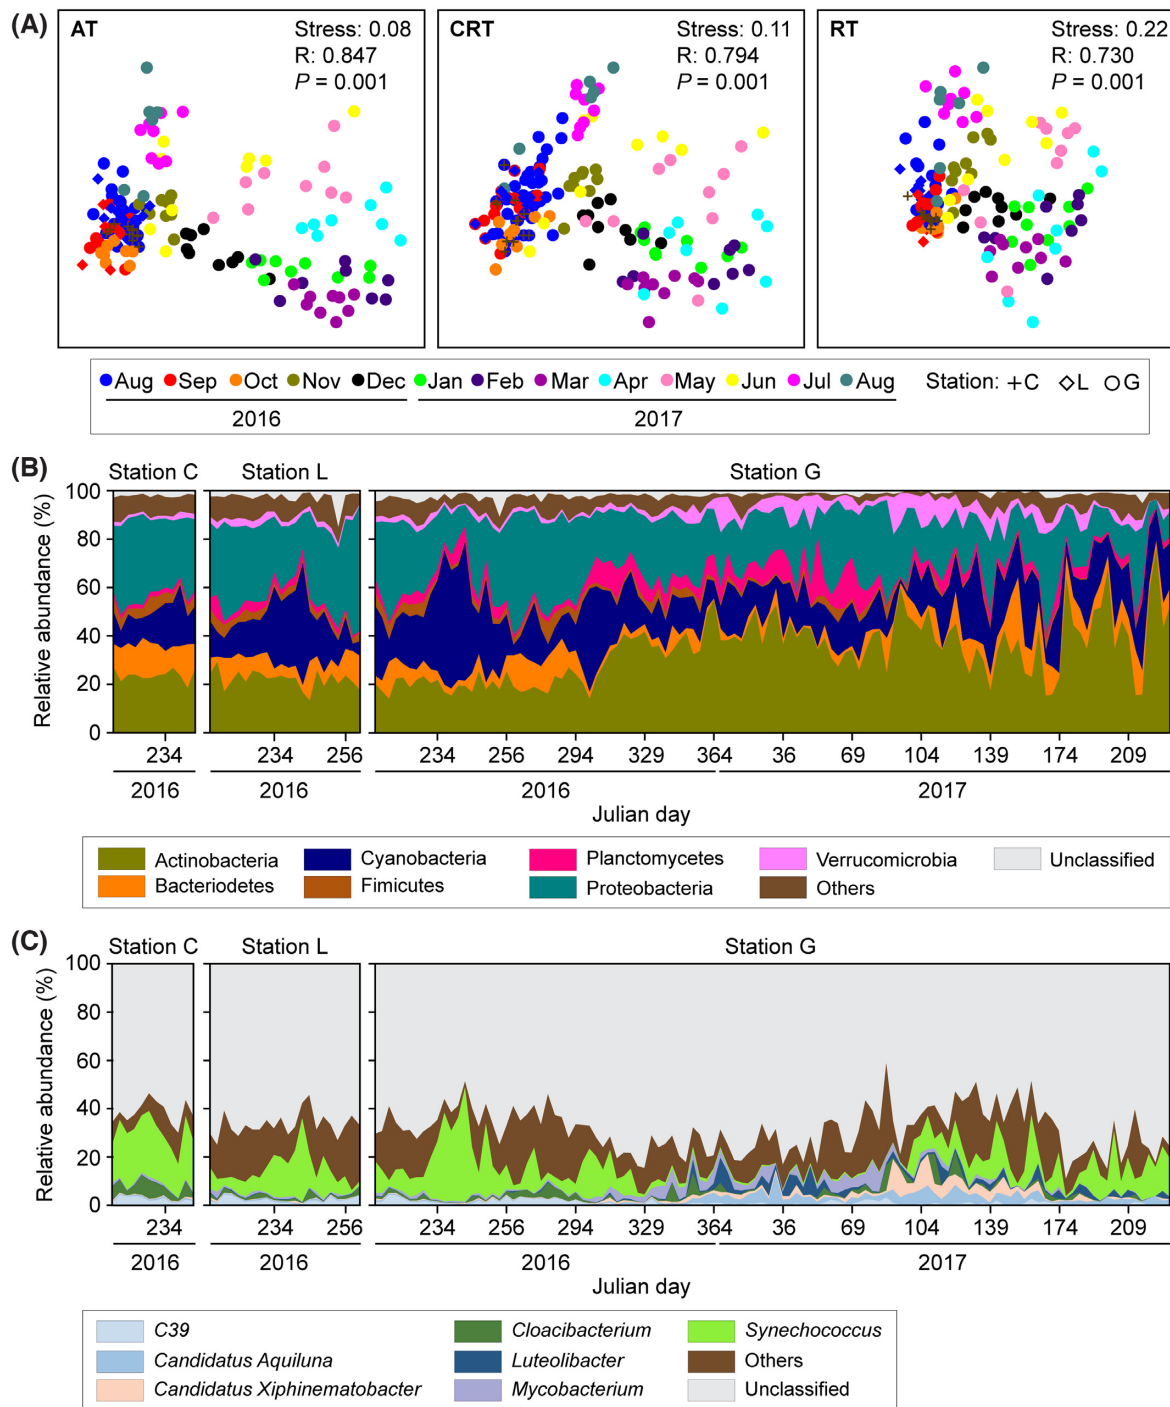 (A)
AT
Stress: 0.08
R: 0.847
P = 0.001
CRT
Stress: 0.11
R: 0.794
P = 0.001
RT
Stress: 0.22
R: 0.730
P = 0.001
Aug Sep Oct Nov Dec Jan Feb Mar Apr May Jun Jul Aug Station: +C ◇L ○G
2016 2017
(B)
Station C Station L Station G
Relative abundance (%)
100
80
60
40
20
0
234 234 256 234 256 294 329 364 36 69 104 139 174 209
2016 2016 2016 2017
Julian day
Actinobacteria Cyanobacteria Planctomycetes Verrucomicrobia Unclassified
Bacteriodetes Fimicutes Proteobacteria Others
(C)
Station C Station L Station G
Relative abundance (%)
100
80
60
40
20
0
234 234 256 234 256 294 329 364 36 69 104 139 174 209
2016 2016 2016 2017
Julian day
C39 Cloacibacterium Synechococcus
Candidatus Aquiluna Luteolibacter Others
Candidatus Xiphinematobacter Mycobacterium Unclassified